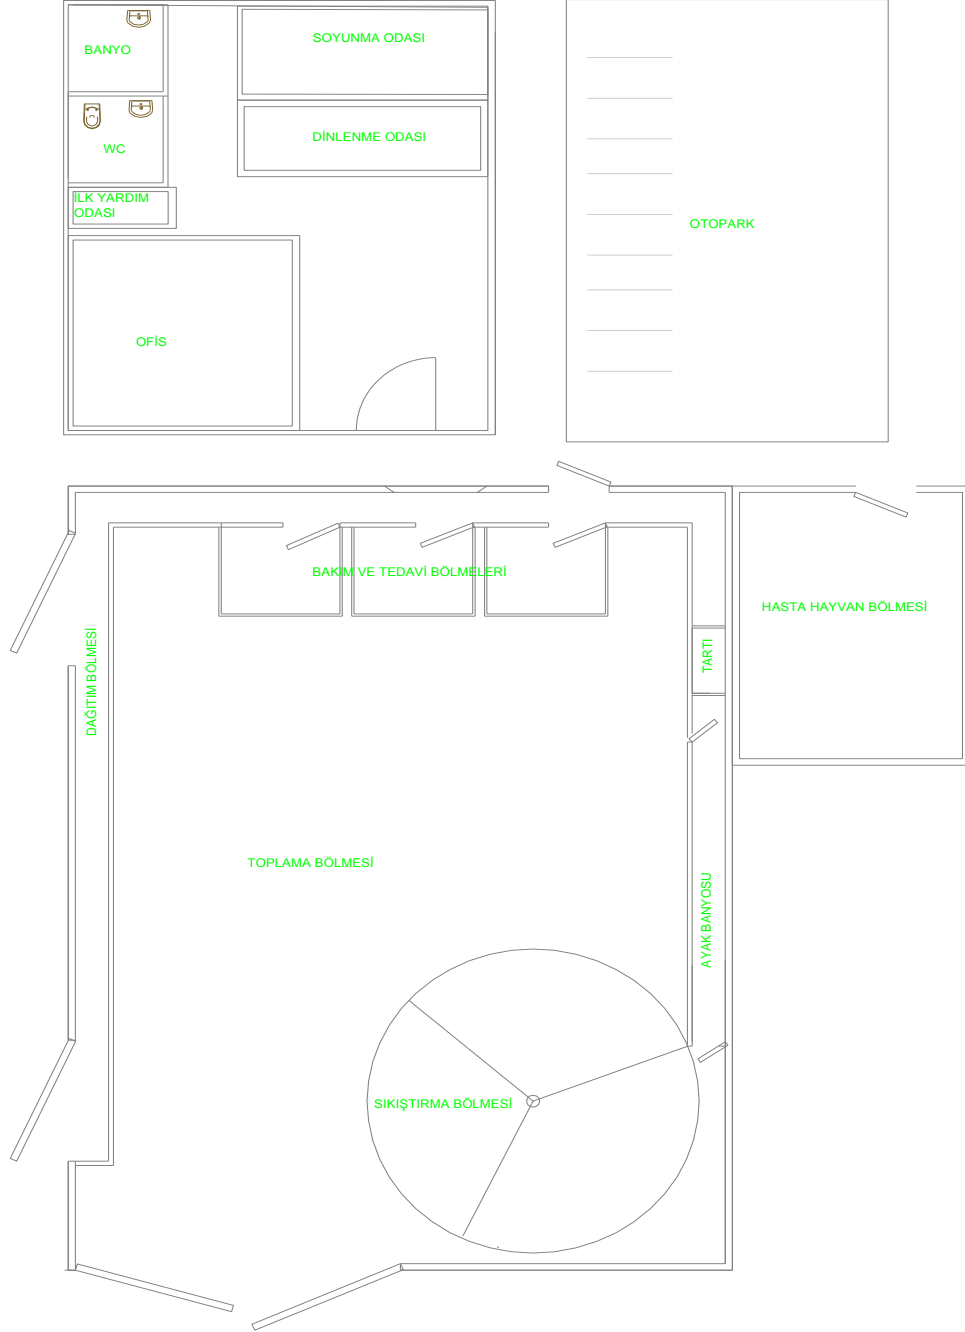 SOYUNMA ODASI
BANYO
DİNLENME ODASI
WC
İLK YARDIM
ODASI
OTOPARK
OFİS
BAKIM VE TEDAVİ BÖLMELERİ
HASTA HAYVAN BÖLMESİ
TARTI
DAĞITIM BÖLMESİ
TOPLAMA BÖLMESİ
AYAK BANYOSU
SIKIŞTIRMA BÖLMESİ